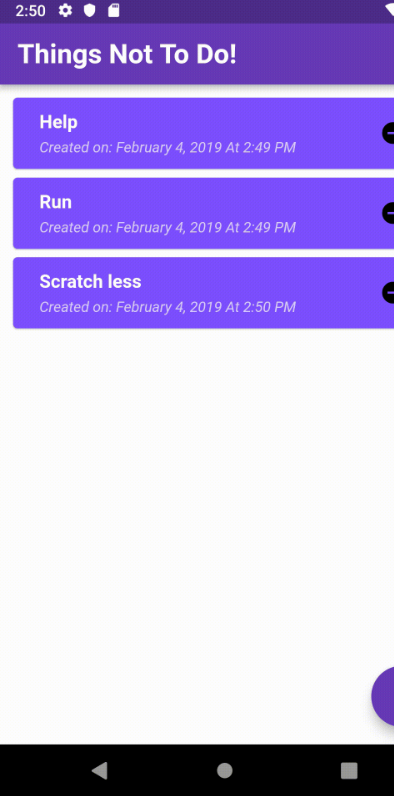 2:50
Things Not To Do!
Help
Created on: February 4, 2019 At 2:49 PM
Run
Created on: February 4, 2019 At 2:49 PM
Scratch less
Created on: February 4, 2019 At 2:50 PM